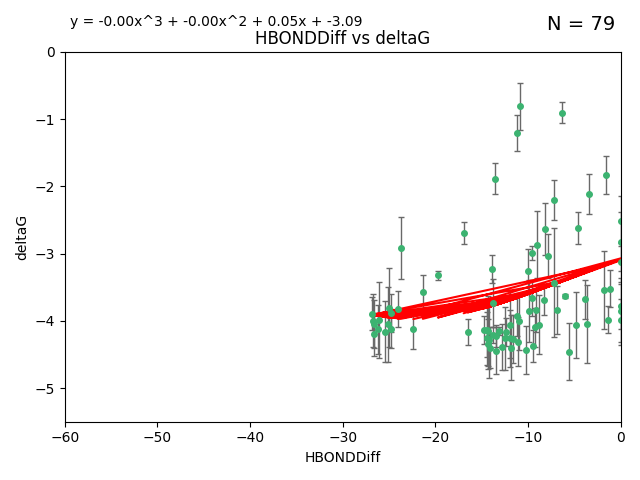 y = -0.00x^3 + -0.00x^2 + 0.05x + -3.09
N = 79
HBONDDiff vs deltaG
0
−1
−2
−3
−4
−5
deltaG
−60
−50
−40
−30
−20
−10
0
HBONDDiff